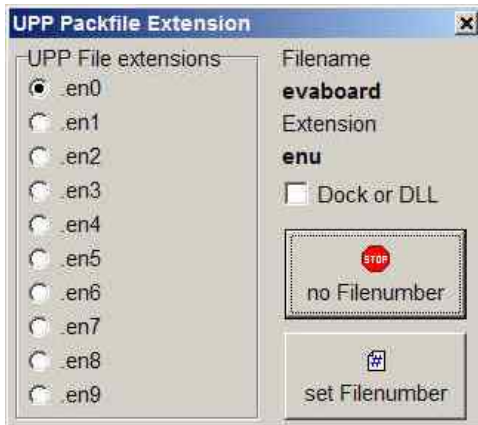 UPP Packfile Extension
UPP File extensions
.en0
.en1
.en2
.en3
.en4
.en5
.en6
.en7
.en8
.en9
Filename
evaboard
Extension
enu
Dock or DLL
STOP
no Filenumber
#
set Filenumber